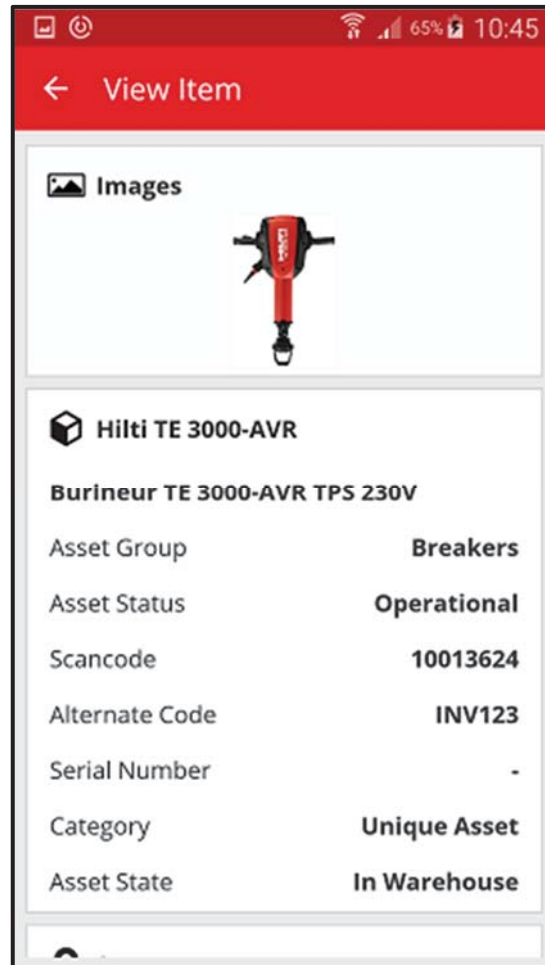 65% 10:45
View Item
Images
HILTI
Hilti TE 3000-AVR
Burineur TE 3000-AVR TPS 230V
Asset Group Breakers
Asset Status Operational
Scancode 10013624
Alternate Code INV123
Serial Number -
Category Unique Asset
Asset State In Warehouse